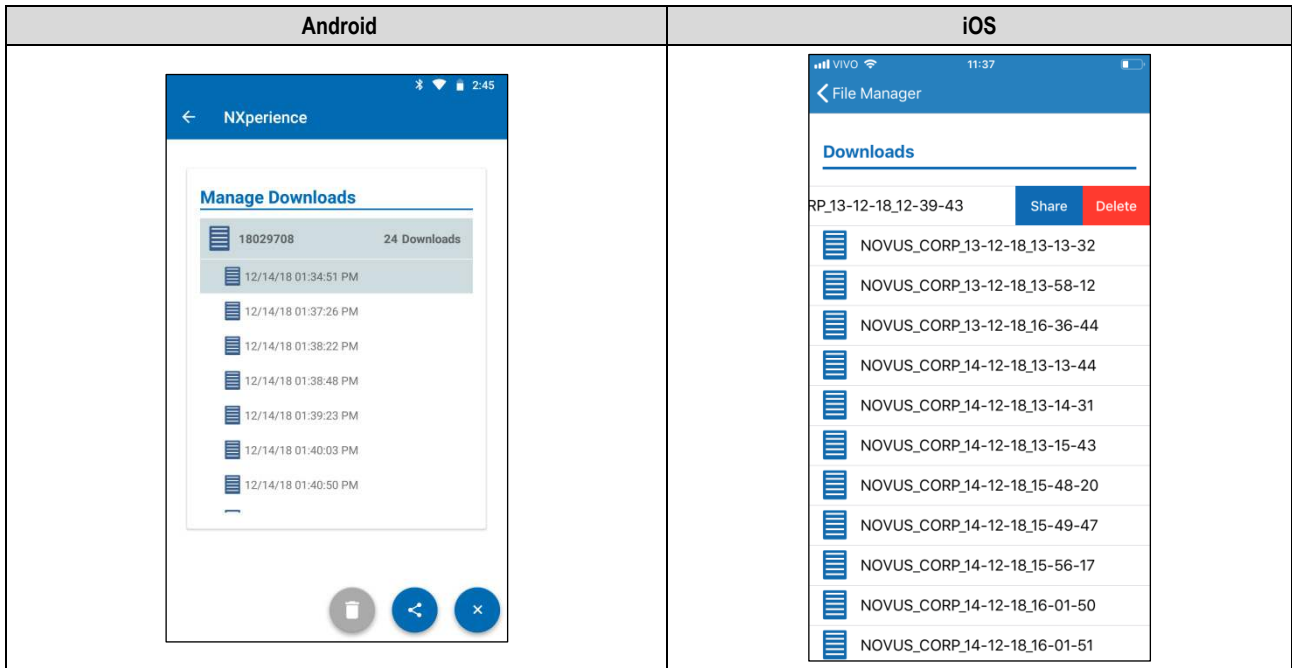 Android
iOS
2:45
NXperience
Manage Downloads
18029708 24 Downloads
12/14/18 01:34:51 PM
12/14/18 01:37:26 PM
12/14/18 01:38:22 PM
12/14/18 01:38:48 PM
12/14/18 01:39:23 PM
12/14/18 01:40:03 PM
12/14/18 01:40:50 PM
VIVO 11:37
File Manager
Downloads
RP_13-12-18_12-39-43 Share Delete
NOVUS_CORP_13-12-18_13-13-32
NOVUS_CORP_13-12-18_13-58-12
NOVUS_CORP_13-12-18_16-36-44
NOVUS_CORP_14-12-18_13-13-44
NOVUS_CORP_14-12-18_13-14-31
NOVUS_CORP_14-12-18_13-15-43
NOVUS_CORP_14-12-18_15-48-20
NOVUS_CORP_14-12-18_15-49-47
NOVUS_CORP_14-12-18_15-56-17
NOVUS_CORP_14-12-18_16-01-50
NOVUS_CORP_14-12-18_16-01-51